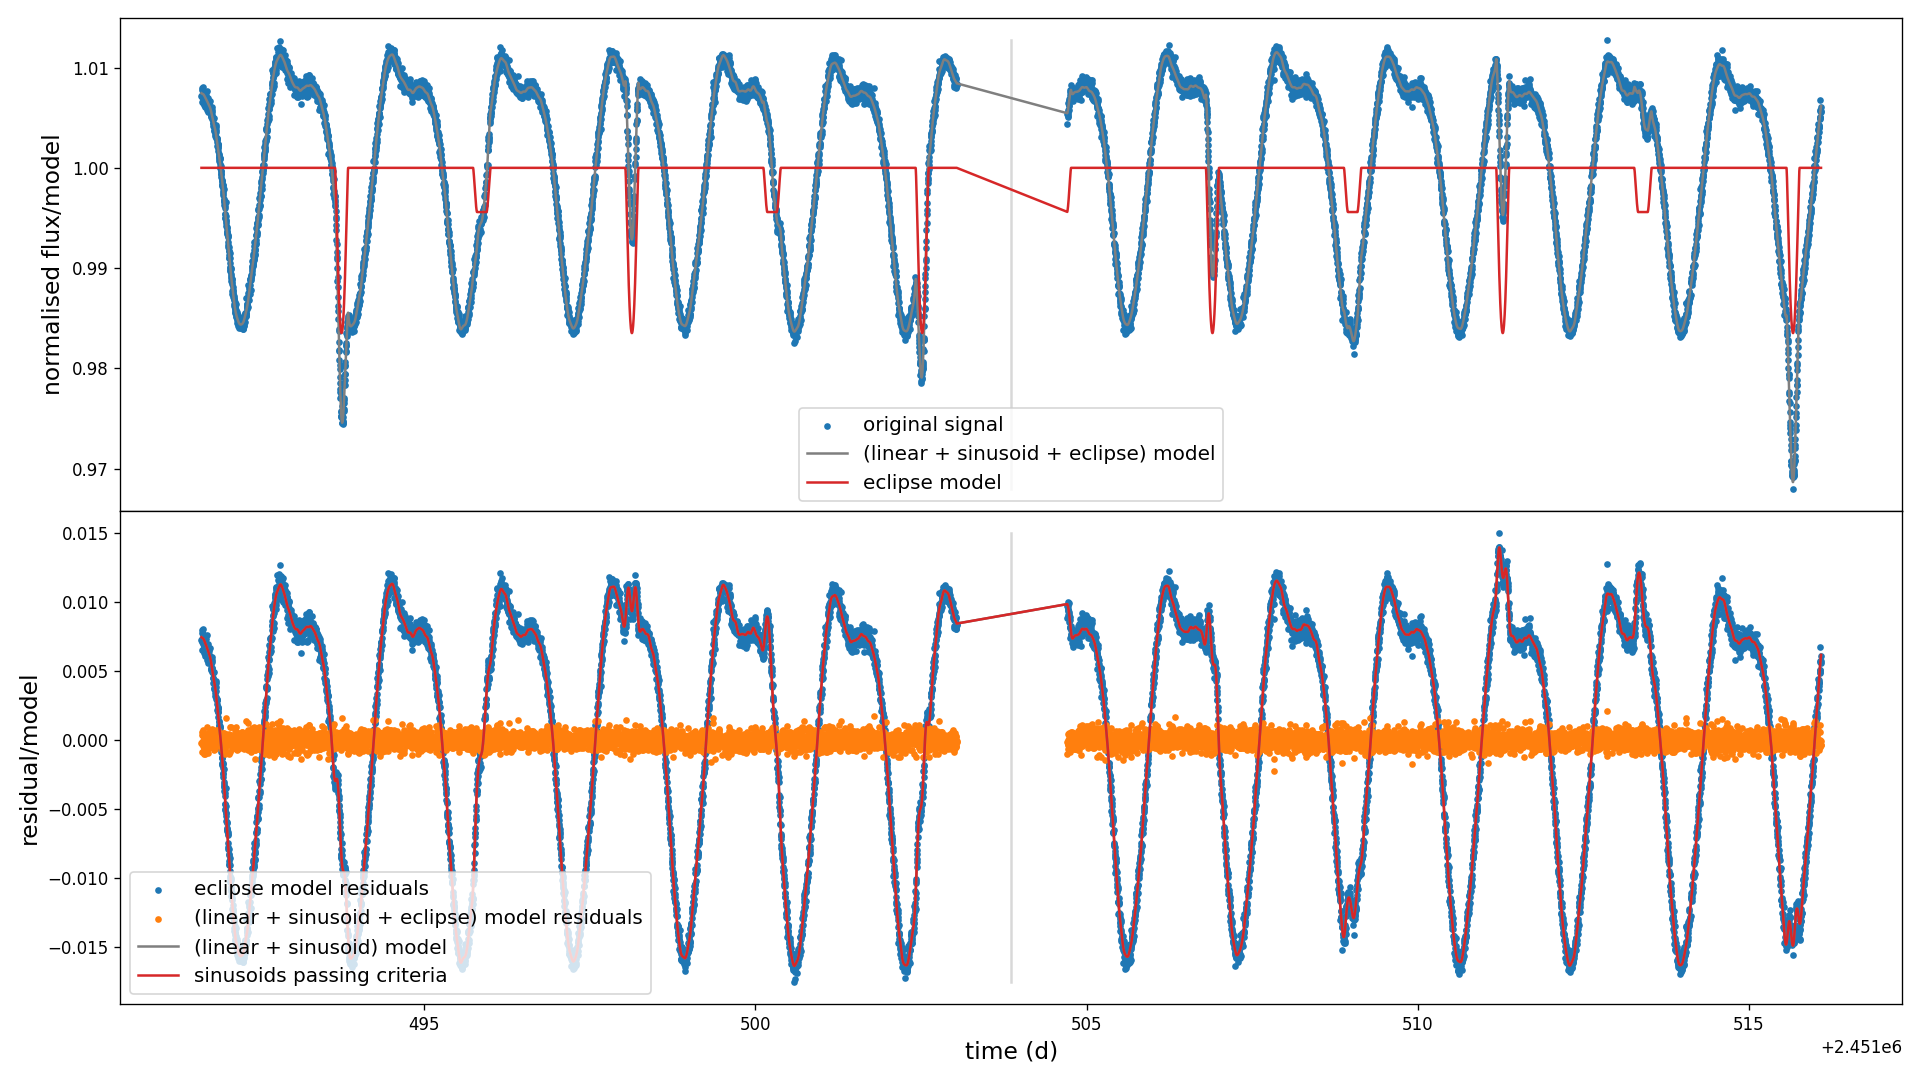 normalised flux/model
1.01
1.00
0.99
0.98
0.97
original signal
(linear + sinusoid + eclipse) model
eclipse model
residual/model
0.015
0.010
0.005
0.000
−0.005
−0.010
−0.015
eclipse model residuals
(linear + sinusoid + eclipse) model residuals
(linear + sinusoid) model
sinusoids passing criteria
495
500
505
510
515
time (d)
+2.451e6